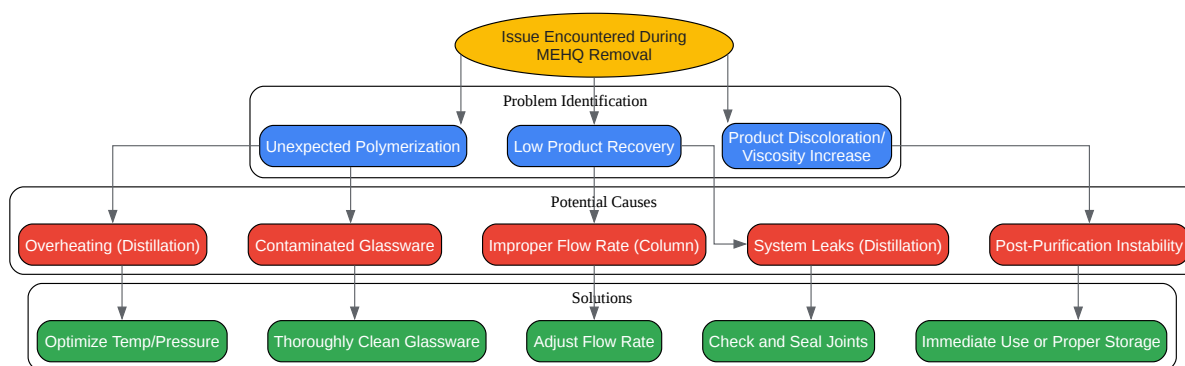 Issue Encountered During
MEHQ Removal
Problem Identification
Unexpected Polymerization
Low Product Recovery
Product Discoloration/
Viscosity Increase
Potential Causes
Overheating (Distillation)
Contaminated Glassware
Improper Flow Rate (Column)
System Leaks (Distillation)
Post-Purification Instability
Solutions
Optimize Temp/Pressure
Thoroughly Clean Glassware
Adjust Flow Rate
Check and Seal Joints
Immediate Use or Proper Storage